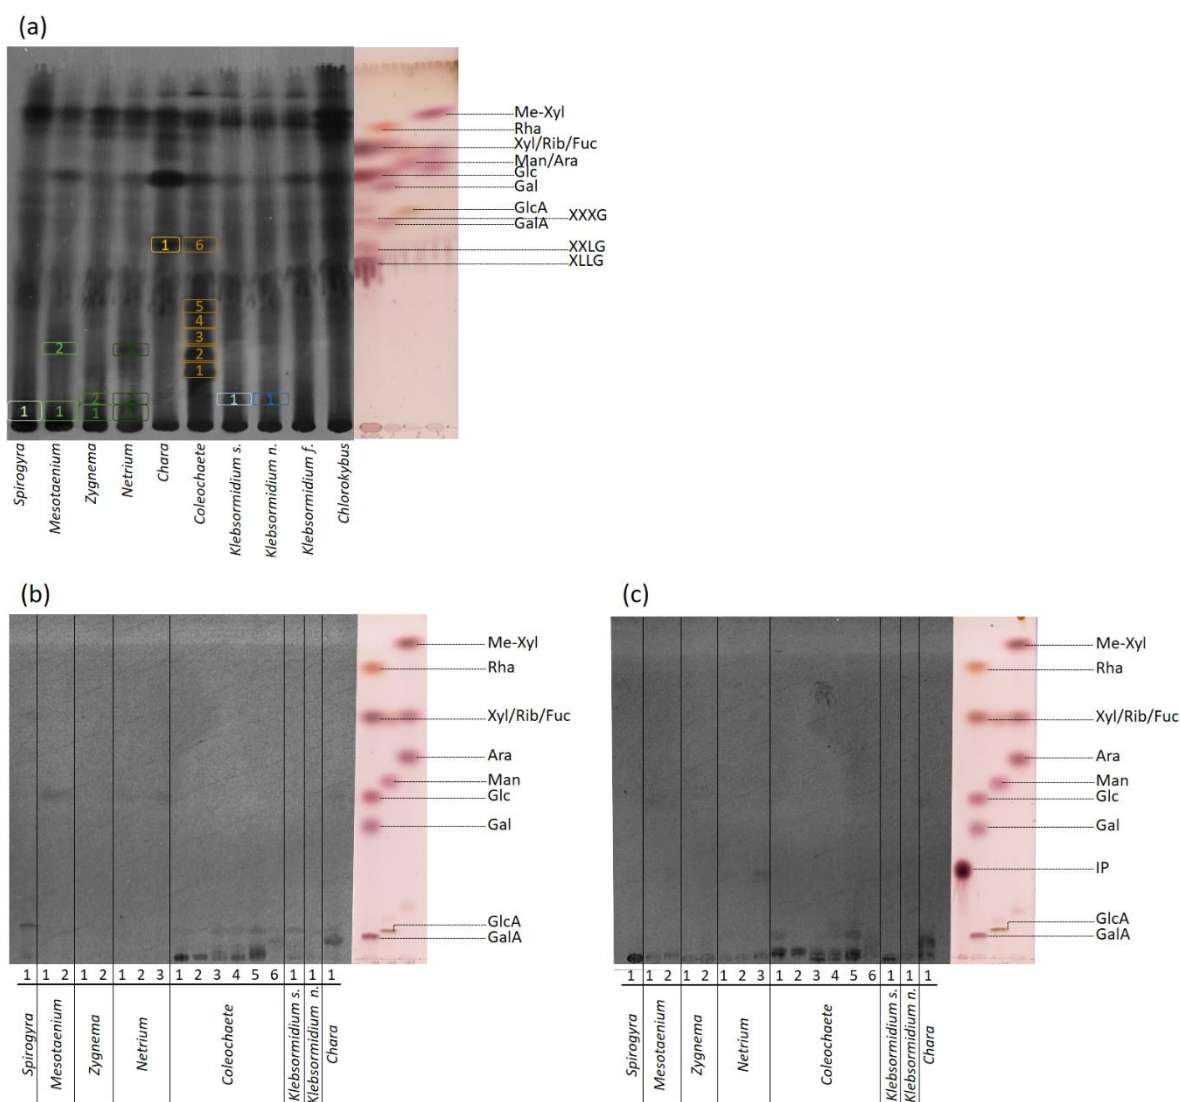 (a)
Me-Xyl
Rha
Xyl/Rib/Fuc
Man/Ara
Glc
Gal
GlcA
XXXG
GalA
XXLG
XLLG
1 6
5
4
3
2 2
1
2 1 1
1 1 1
Spirogyra
Mesotaenium
Zygnema
Netrium
Chara
Coleochaete
Klebsormidium s.
Klebsormidium n.
Klebsormidium f.
Chlorokybus
(b)
Me-Xyl
Rha
Xyl/Rib/Fuc
Ara
Man
Glc
Gal
GlcA
GalA
1 1 2 1 2 1 2 3 1 2 3 4 5 6 1 1 1
Spirogyra
Mesotaenium
Zygnema
Netrium
Coleochaete
Klebsormidium s.
Klebsormidium n.
Chara
(c)
Me-Xyl
Rha
Xyl/Rib/Fuc
Ara
Man
Glc
Gal
IP
GlcA
GalA
1 1 2 1 2 1 2 3 1 2 3 4 5 6 1 1 1
Spirogyra
Mesotaenium
Zygnema
Netrium
Coleochaete
Klebsormidium s.
Klebsormidium n.
Chara